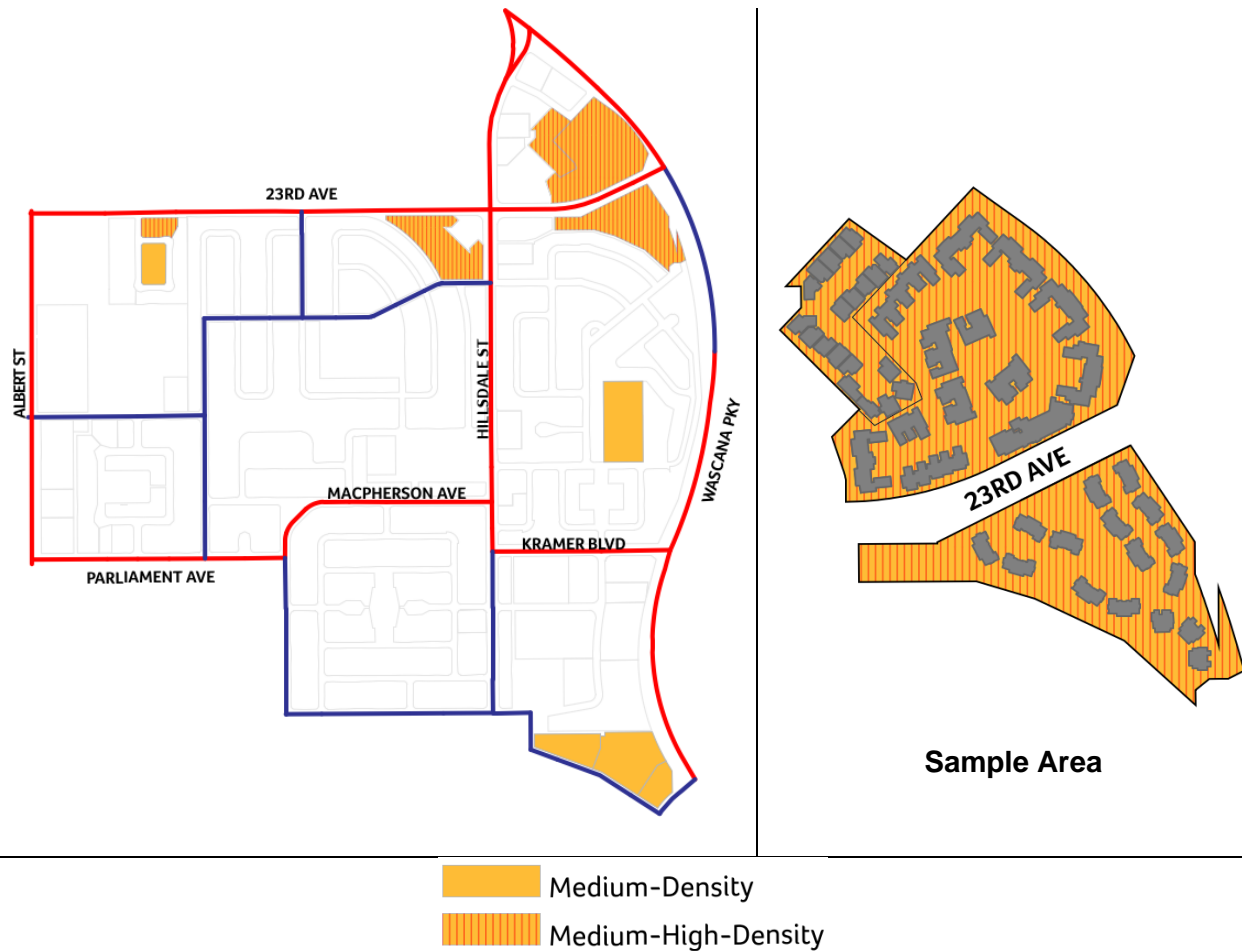 23RD AVE
ALBERT ST
HILLSDALE ST
WASCANA PKY
MACPHERSON AVE
KRAMER BLVD
PARLIAMENT AVE
23RD AVE
Sample Area
Medium-Density
Medium-High-Density